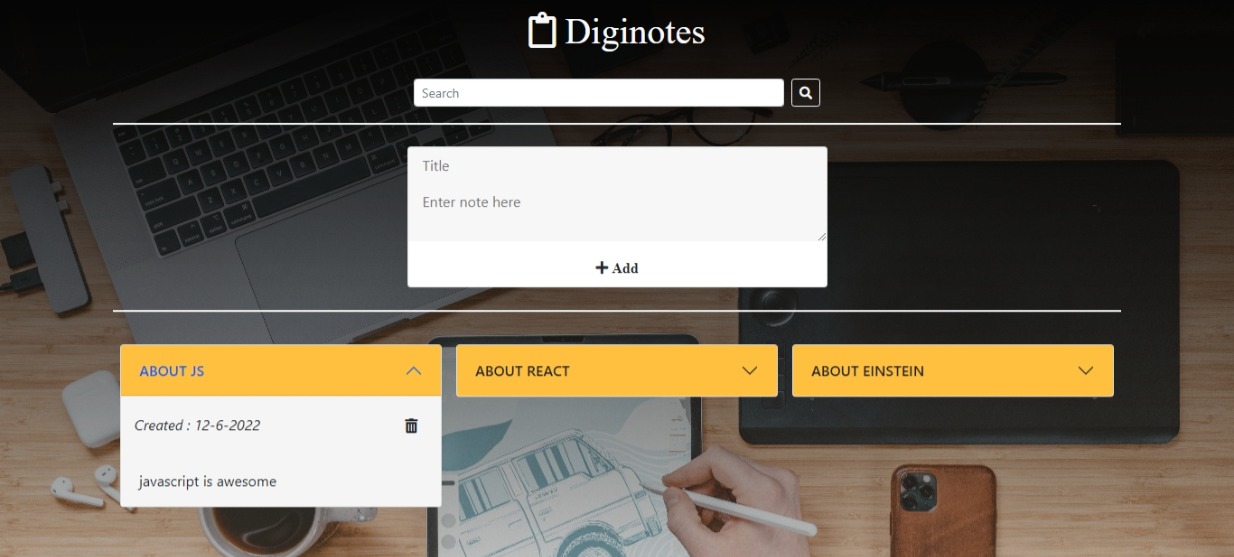 Diginotes
Search
Title
Enter note here
Add
ABOUT JS
ABOUT REACT
ABOUT EINSTEIN
Created : 12-6-2022
javascript is awesome